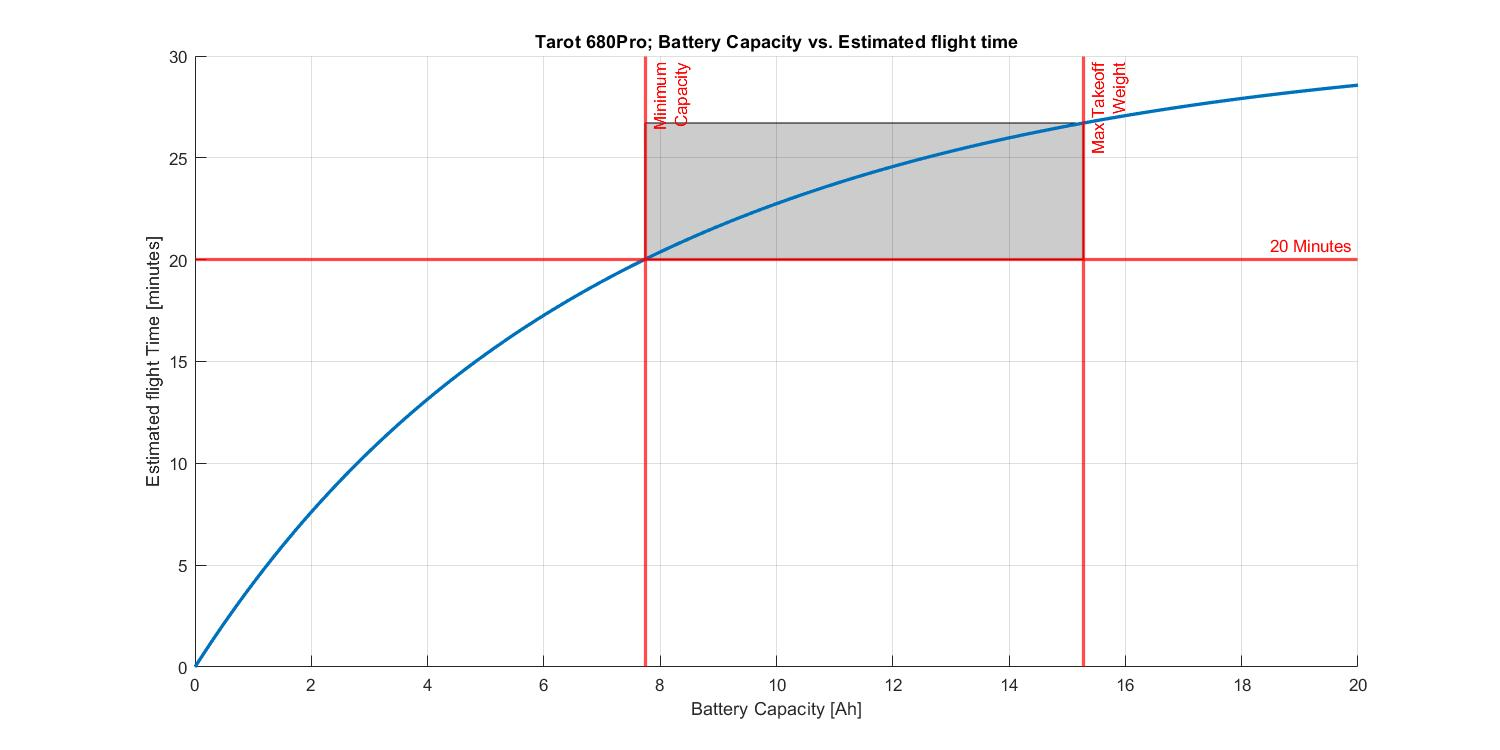 Tarot 680Pro; Battery Capacity vs. Estimated flight time
30
25
20
15
10
5
0
Estimated flight Time [minutes]
Minimum
Capacity
Max Takeoff
Weight
20 Minutes
0 2 4 6 8 10 12 14 16 18 20
Battery Capacity [Ah]